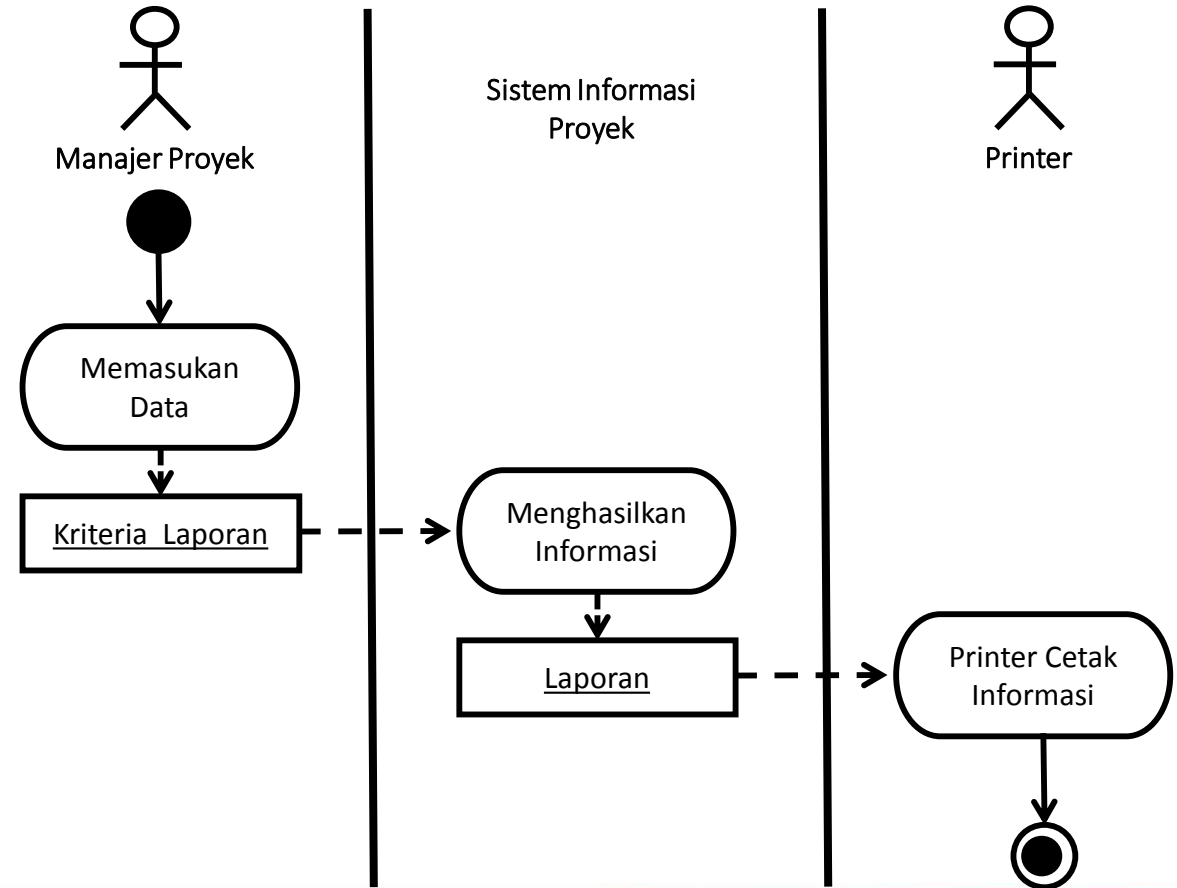 Manajer Proyek
Sistem Informasi
Proyek
Printer
Memasukan
Data
Kriteria Laporan
Menghasilkan
Informasi
Laporan
Printer Cetak
Informasi